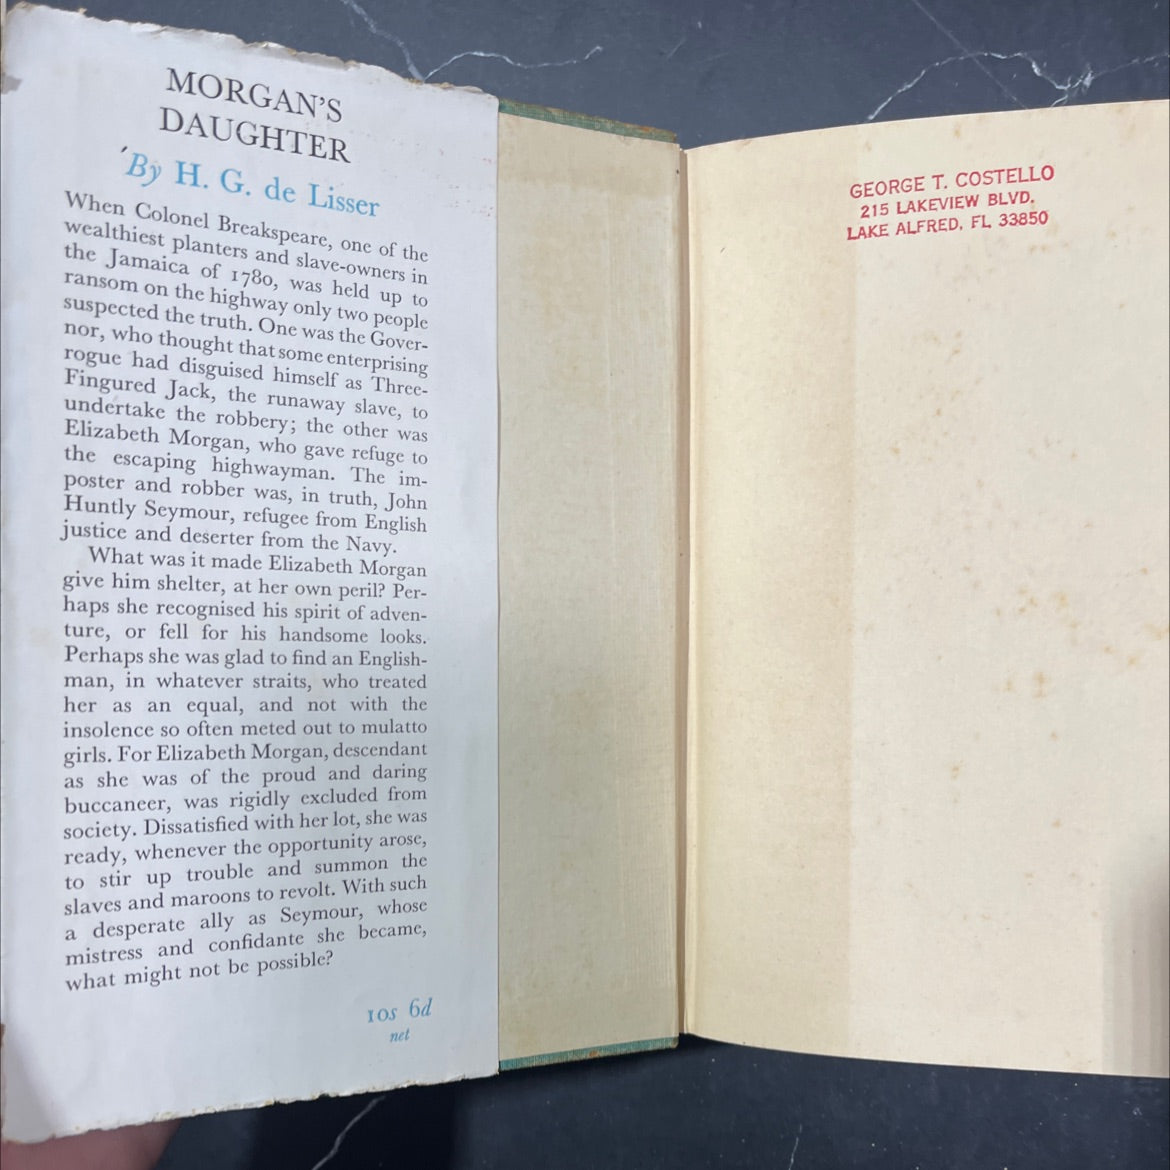 MORGAN'S
DAUGHTER
By H. G. de Lisser
When Colonel Breakspeare, one of the
wealthiest planters and slave-owners in
the Jamaica of 1780, was held up to
ransom on the highway only two people
suspected the truth. One was the Gover-
nor, who thought that some enterprising
rogue had disguised himself as Three-
Fingured Jack, the runaway slave, to
undertake the robbery; the other was
Elizabeth Morgan, who gave refuge to
the escaping highwayman. The im-
poster and robber was, in truth, John
Huntly Seymour, refugee from English
justice and deserter from the Navy.
What was it made Elizabeth Morgan
give him shelter, at her own peril? Per-
haps she recognised his spirit of adven-
ture, or fell for his handsome looks.
Perhaps she was glad to find an English-
man, in whatever straits, who treated
her as an equal, and not with the
insolence so often meted out to mulatto
girls. For Elizabeth Morgan, descendant
as she was of the proud and daring
buccaneer, was rigidly excluded from
society. Dissatisfied with her lot, she was
ready, whenever the opportunity arose,
to stir up trouble and summon the
slaves and maroons to revolt. With such
a desperate ally as Seymour, whose
mistress and confidante she became,
what might not be possible?
10s 6d
net
GEORGE T. COSTELLO
215 LAKEVIEW BLVD.
LAKE ALFRED, FL 33850